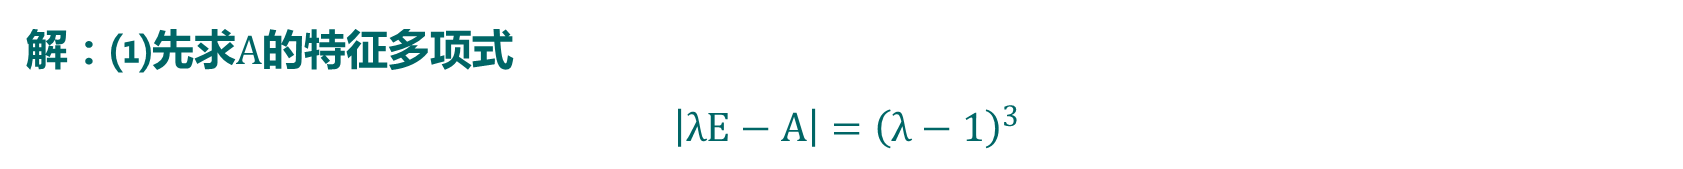 解：(1)先求A的特征多项式
|λE − A| = (λ − 1)³